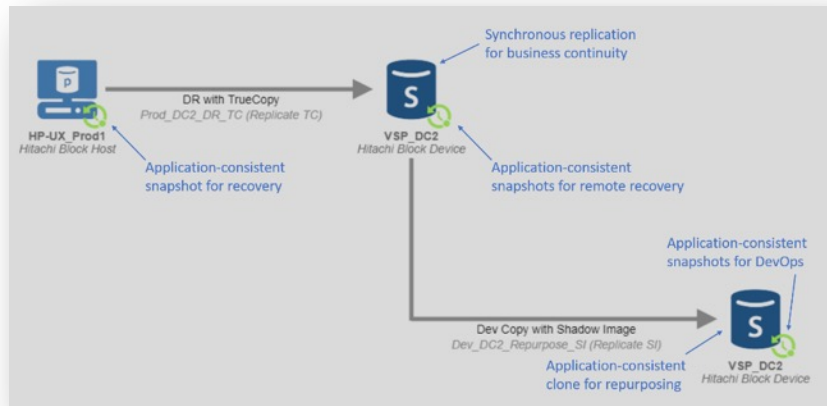 Synchronous replication
for business continuity
P
S
DR with TrueCopy
Prod_DC2_DR_TC (Replicate TC)
HP-UX_Prod1
Hitachi Block Host
VSP_DC2
Hitachi Block Device
Application-consistent
snapshot for recovery
Application-consistent
snapshots for remote recovery
Application-consistent
snapshots for DevOps
S
Dev Copy with Shadow Image
Dev_DC2_Repurpose_SI (Replicate SI)
Application-consistent
clone for repurposing
VSP_DC2
Hitachi Block Device